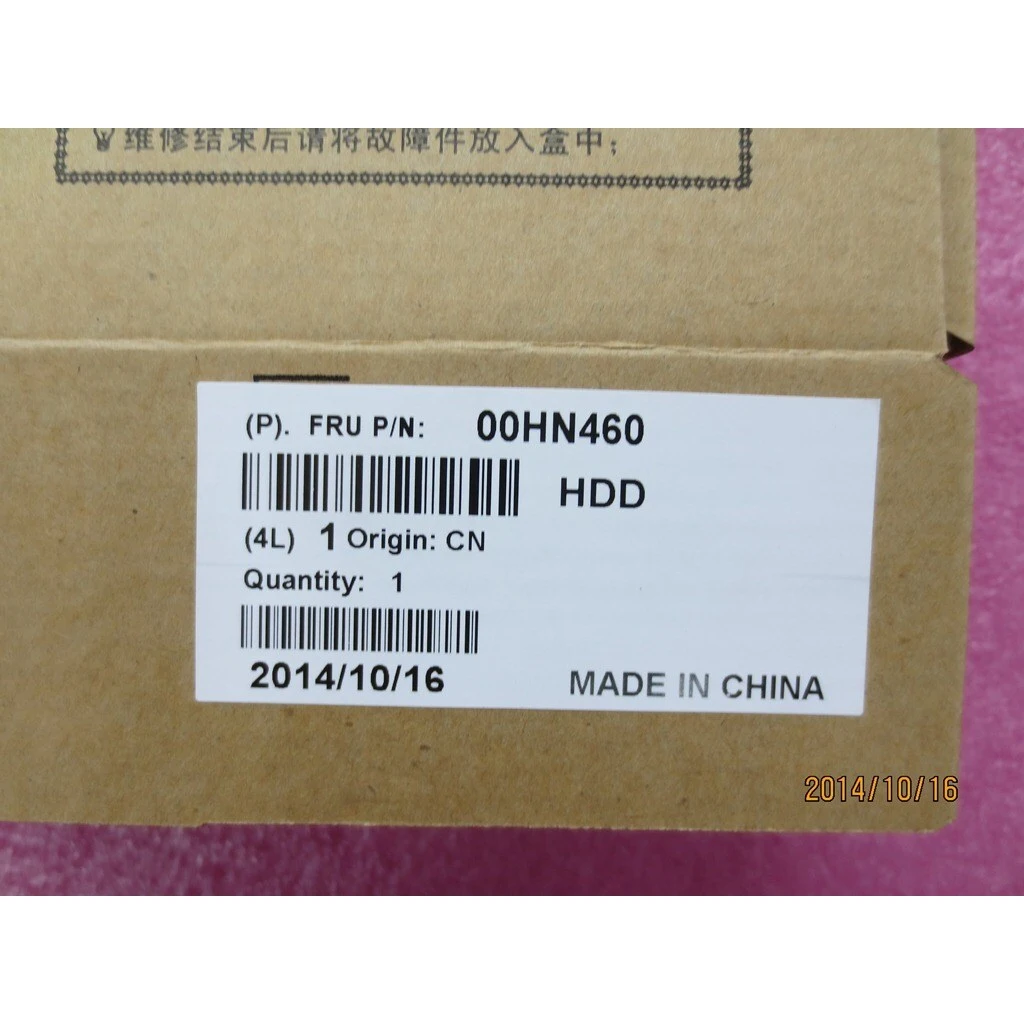 维修结束后请将故障件放入盒中;
(P). FRU P/N: 00HN460
HDD
(4L) 1 Origin: CN
Quantity: 1
2014/10/16
MADE IN CHINA
2014/10/16